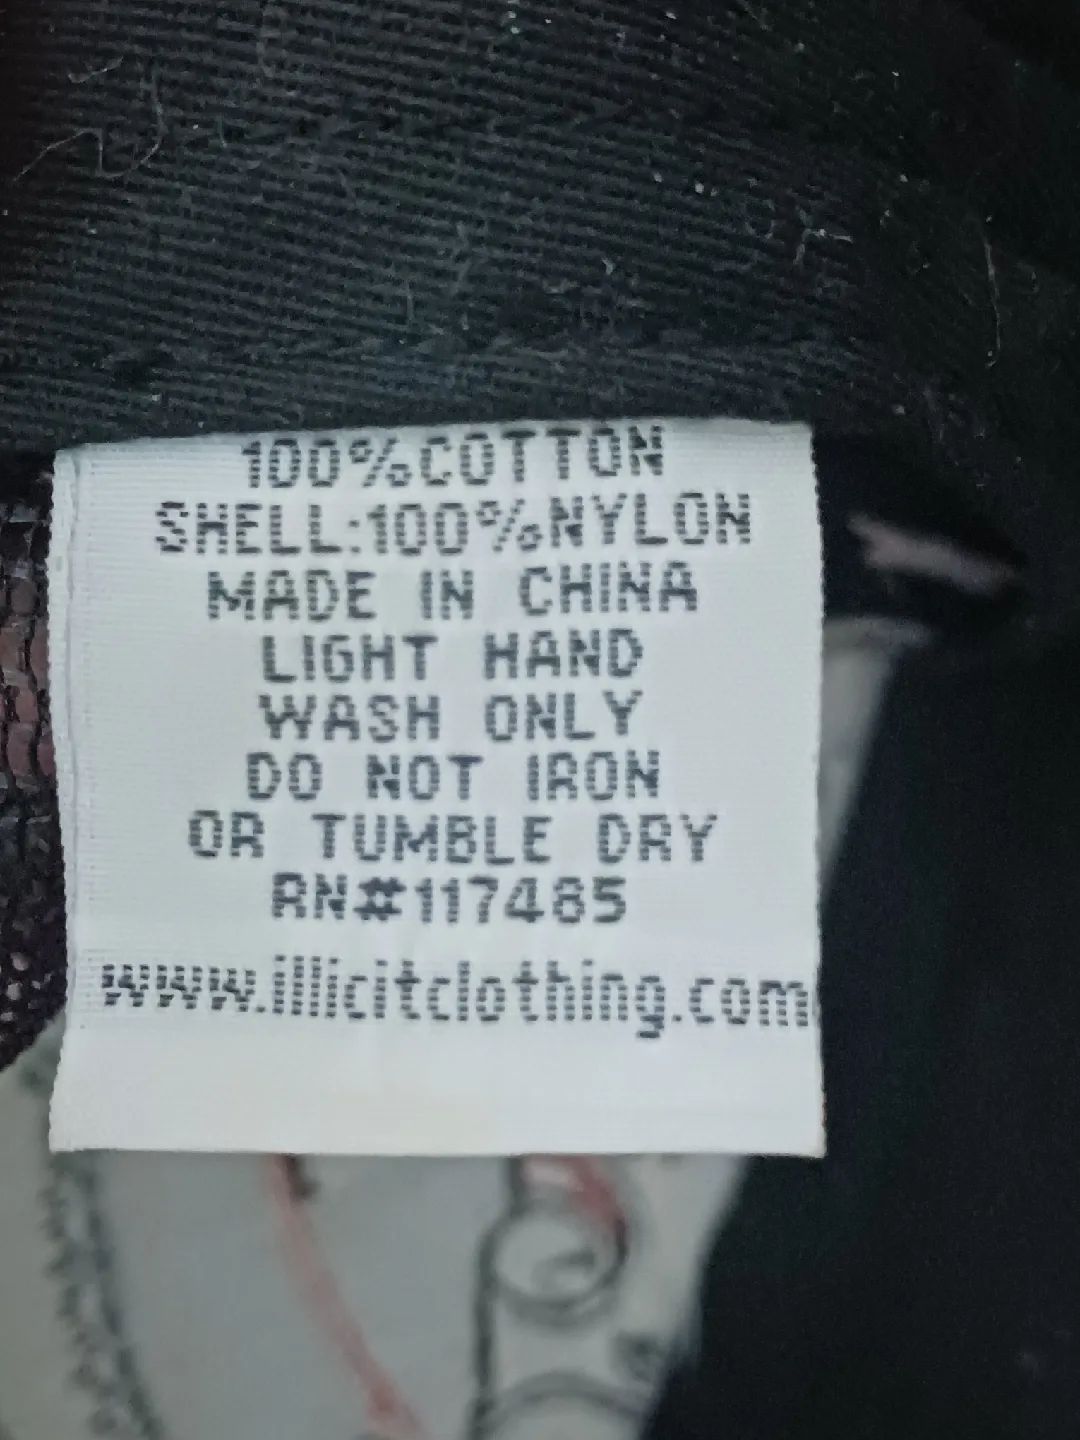 100%COTTON
SHELL:100%NYLON
MADE IN CHINA
LIGHT HAND
WASH ONLY
DO NOT IRON
OR TUMBLE DRY
RN#117485
www.illicitclothing.com